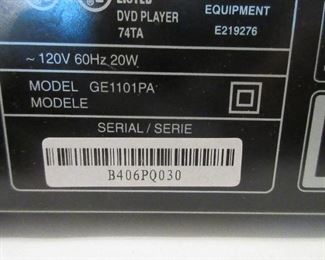 LISTED
DVD PLAYER
74TA
EQUIPMENT
E219276
~ 120V 60Hz 20W
MODEL GE1101PA
MODELE
SERIAL / SERIE
B406PQ030